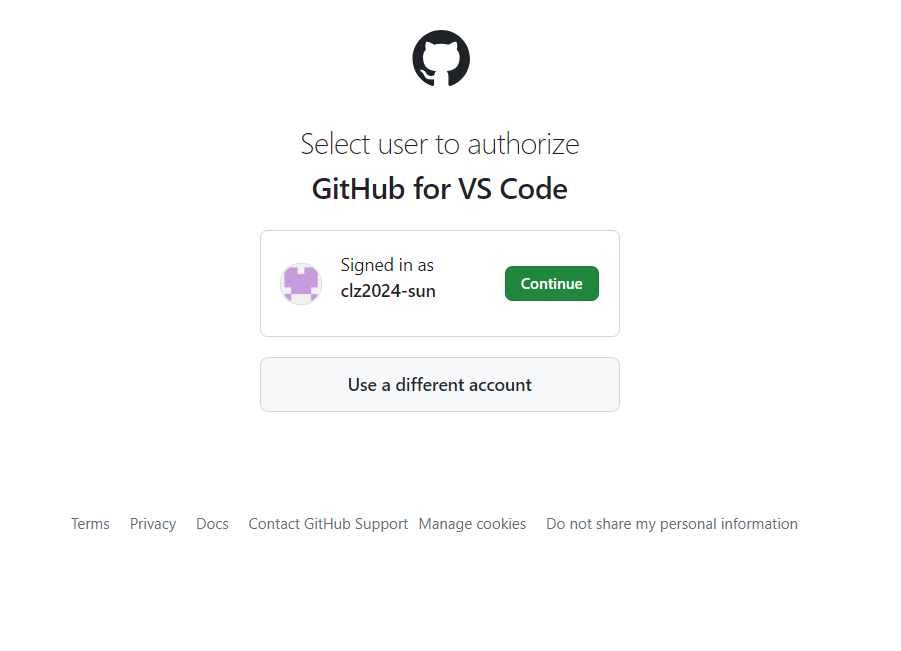 Select user to authorize
GitHub for VS Code
Signed in as
clz2024-sun
Continue
Use a different account
Terms Privacy Docs Contact GitHub Support Manage cookies Do not share my personal information